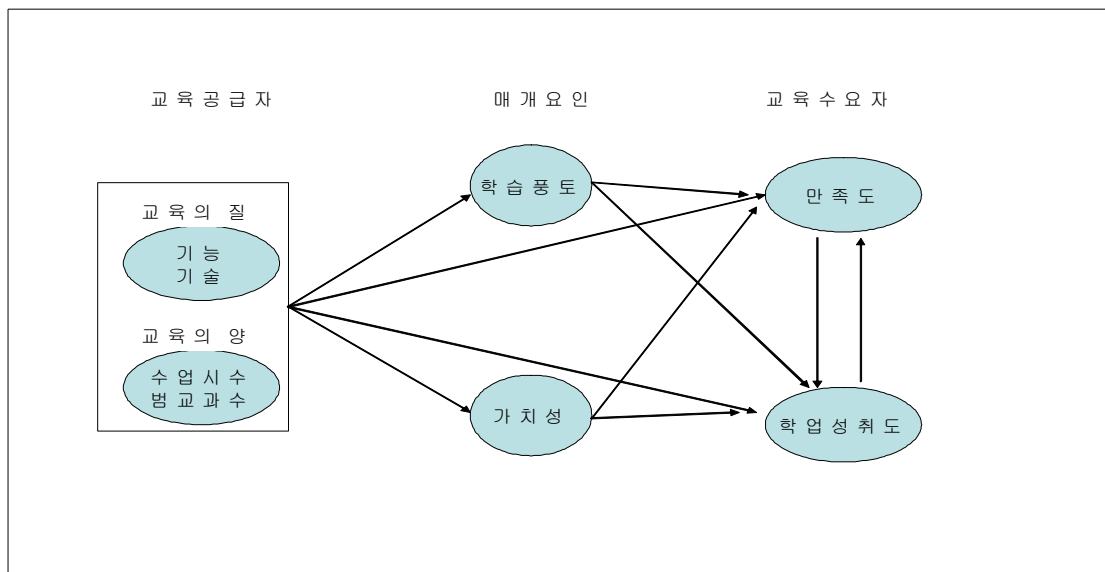 교육공급자
매개요인
교육수요자
교육의 질
기능
기술
교육의 양
수업시수
범교과수
학습풍토
가치성
만족도
학업성취도